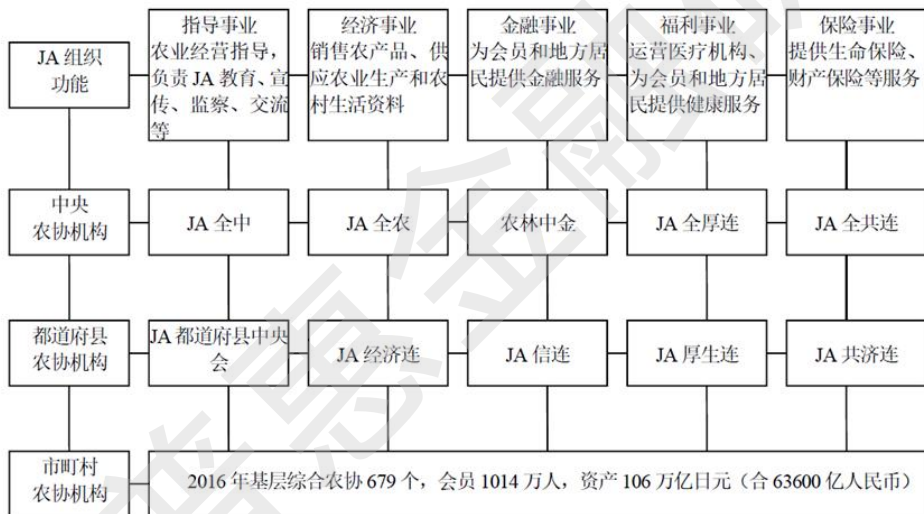 指导事业
农业经营指导，
负责 JA 教育、宣
传、监察、交流
等
经济事业
销售农产品、供
应农业生产和农
村生活资料
金融事业
为会员和地方居
民提供金融服务
福利事业
运营医疗机构、
为会员和地方居
民提供健康服务
保险事业
提供生命保险、
财产保险等服务
JA 组织
功能
中央
农协机构
JA 全中
JA 全农
农林中金
JA 全厚连
JA 全共连
都道府县
农协机构
JA 都道府县中央
会
JA 经济连
JA 信连
JA 厚生连
JA 共济连
市町村
农协机构
2016 年基层综合农协 679 个，会员 1014 万人，资产 106 万亿日元（合 63600 亿人民币）
普惠金融